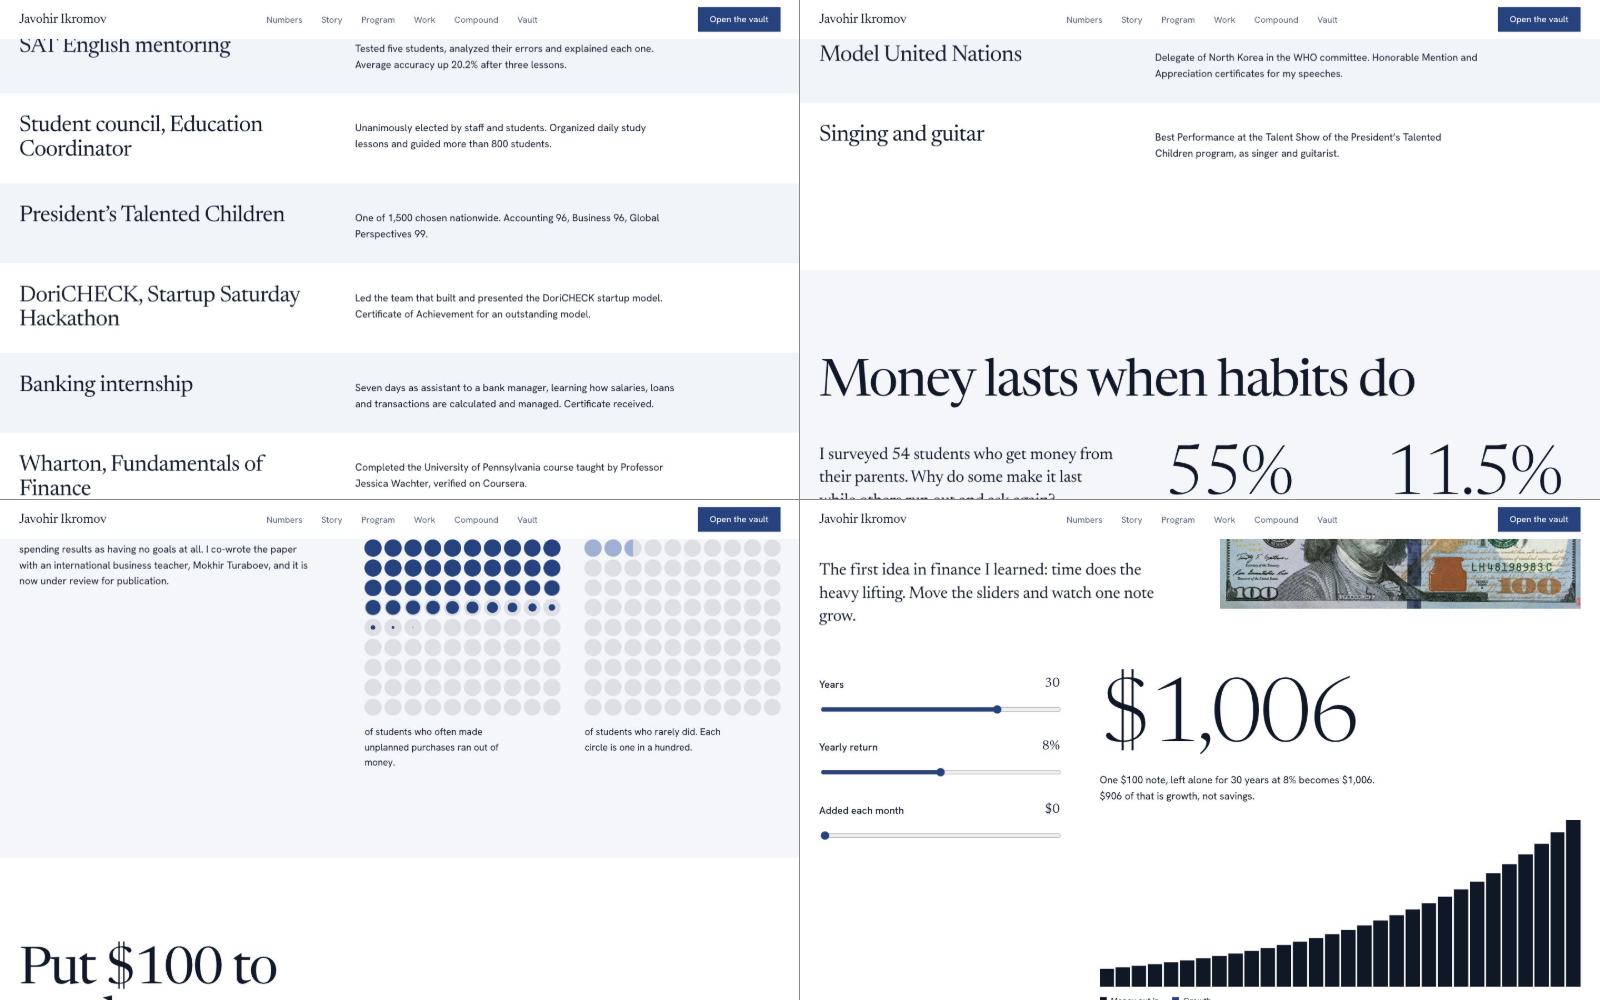 Javohir Ikromov
Numbers Story Program Work Compound Vault
Open the vault
SAT English mentoring
Tested five students, analyzed their errors and explained each one.
Average accuracy up 20.2% after three lessons.
Student council, Education
Coordinator
Unanimously elected by staff and students. Organized daily study
lessons and guided more than 800 students.
President’s Talented Children
One of 1,500 chosen nationwide. Accounting 96, Business 96, Global
Perspectives 99.
DoriCHECK, Startup Saturday
Hackathon
Led the team that built and presented the DoriCHECK startup model.
Certificate of Achievement for an outstanding model.
Banking internship
Seven days as assistant to a bank manager, learning how salaries, loans
and transactions are calculated and managed. Certificate received.
Wharton, Fundamentals of
Finance
Completed the University of Pennsylvania course taught by Professor
Jessica Wachter, verified on Coursera.
Javohir Ikromov
Numbers Story Program Work Compound Vault
Open the vault
Model United Nations
Delegate of North Korea in the WHO committee. Honorable Mention and
Appreciation certificates for my speeches.
Singing and guitar
Best Performance at the Talent Show of the President’s Talented
Children program, as singer and guitarist.
Money lasts when habits do
I surveyed 54 students who get money from
their parents. Why do some make it last
while others run out and ask again?
55%
11.5%
Javohir Ikromov
Numbers Story Program Work Compound Vault
Open the vault
spending results as having no goals at all. I co-wrote the paper
with an international business teacher, Mokhir Turaboev, and it is
now under review for publication.
of students who often made
unplanned purchases ran out of
money.
of students who rarely did. Each
circle is one in a hundred.
Put $100 to
Javohir Ikromov
Numbers Story Program Work Compound Vault
Open the vault
The first idea in finance I learned: time does the
heavy lifting. Move the sliders and watch one note
grow.
100
LH48198983C
100
Years 30
Yearly return 8%
Added each month $0
$1,006
One $100 note, left alone for 30 years at 8% becomes $1,006.
$906 of that is growth, not savings.
Money put in Growth